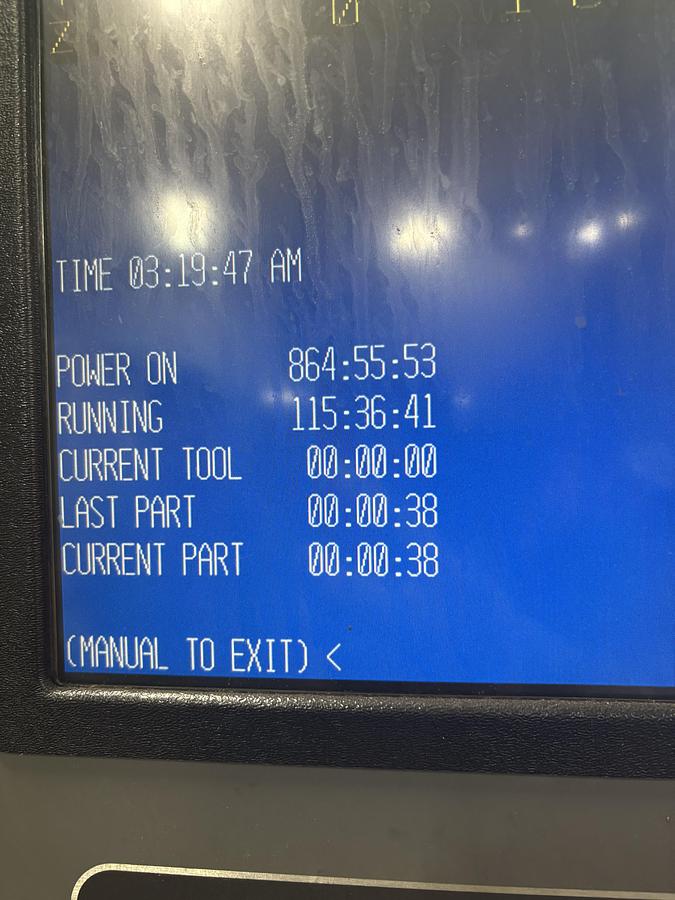 TIME 03:19:47 AM
POWER ON 864:55:53
RUNNING 115:36:41
CURRENT TOOL 00:00:00
LAST PART 00:00:38
CURRENT PART 00:00:38
(MANUAL TO EXIT) <